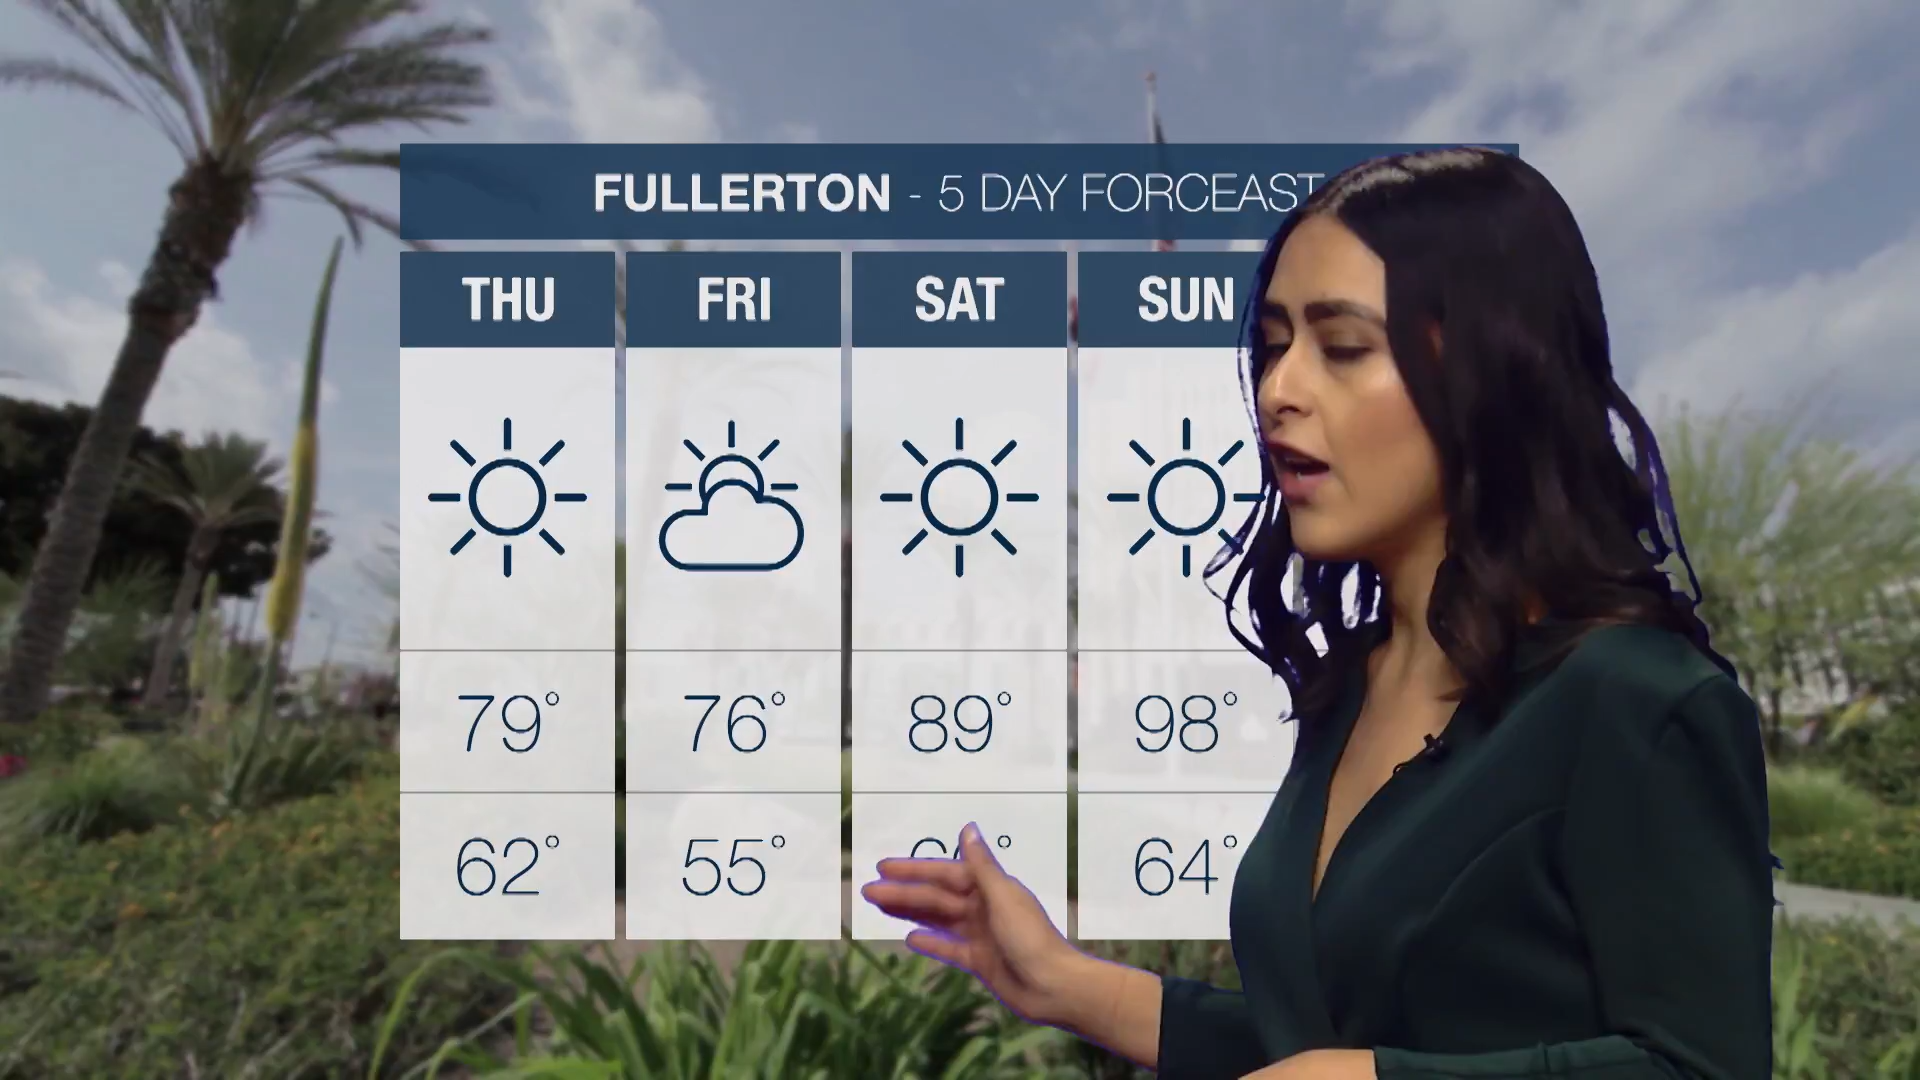 FULLERTON - 5 DAY FORCEAST
THU FRI SAT SUN
79° 76° 89° 98°
62° 55° 64°